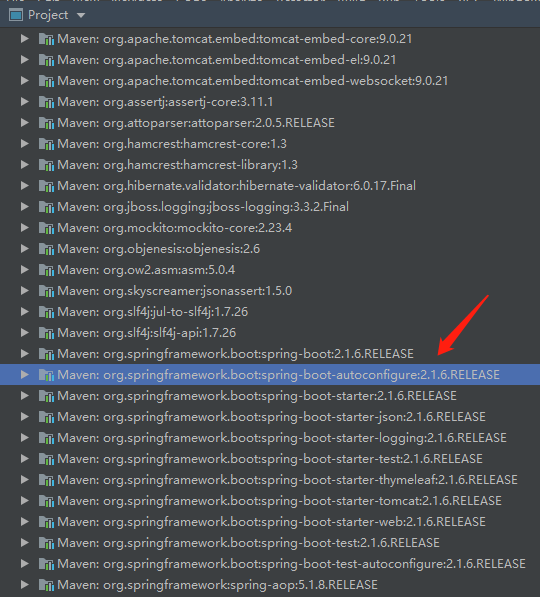 Project
Maven: org.apache.tomcat.embed:tomcat-embed-core:9.0.21
Maven: org.apache.tomcat.embed:tomcat-embed-el:9.0.21
Maven: org.apache.tomcat.embed:tomcat-embed-websocket:9.0.21
Maven: org.assertj:assertj-core:3.11.1
Maven: org.attoparser:attoparser:2.0.5.RELEASE
Maven: org.hamcrest:hamcrest-core:1.3
Maven: org.hamcrest:hamcrest-library:1.3
Maven: org.hibernate.validator:hibernate-validator:6.0.17.Final
Maven: org.jboss.logging:jboss-logging:3.3.2.Final
Maven: org.mockito:mockito-core:2.23.4
Maven: org.objenesis:objenesis:2.6
Maven: org.ow2.asm:asm:5.0.4
Maven: org.skyscreamer:jsonassert:1.5.0
Maven: org.slf4j:jul-to-slf4j:1.7.26
Maven: org.slf4j:slf4j-api:1.7.26
Maven: org.springframework.boot:spring-boot:2.1.6.RELEASE
Maven: org.springframework.boot:spring-boot-autoconfigure:2.1.6.RELEASE
Maven: org.springframework.boot:spring-boot-starter:2.1.6.RELEASE
Maven: org.springframework.boot:spring-boot-starter-json:2.1.6.RELEASE
Maven: org.springframework.boot:spring-boot-starter-logging:2.1.6.RELEASE
Maven: org.springframework.boot:spring-boot-starter-test:2.1.6.RELEASE
Maven: org.springframework.boot:spring-boot-starter-thymeleaf:2.1.6.RELEASE
Maven: org.springframework.boot:spring-boot-starter-tomcat:2.1.6.RELEASE
Maven: org.springframework.boot:spring-boot-starter-web:2.1.6.RELEASE
Maven: org.springframework.boot:spring-boot-test:2.1.6.RELEASE
Maven: org.springframework.boot:spring-boot-test-autoconfigure:2.1.6.RELEASE
Maven: org.springframework:spring-aop:5.1.8.RELEASE